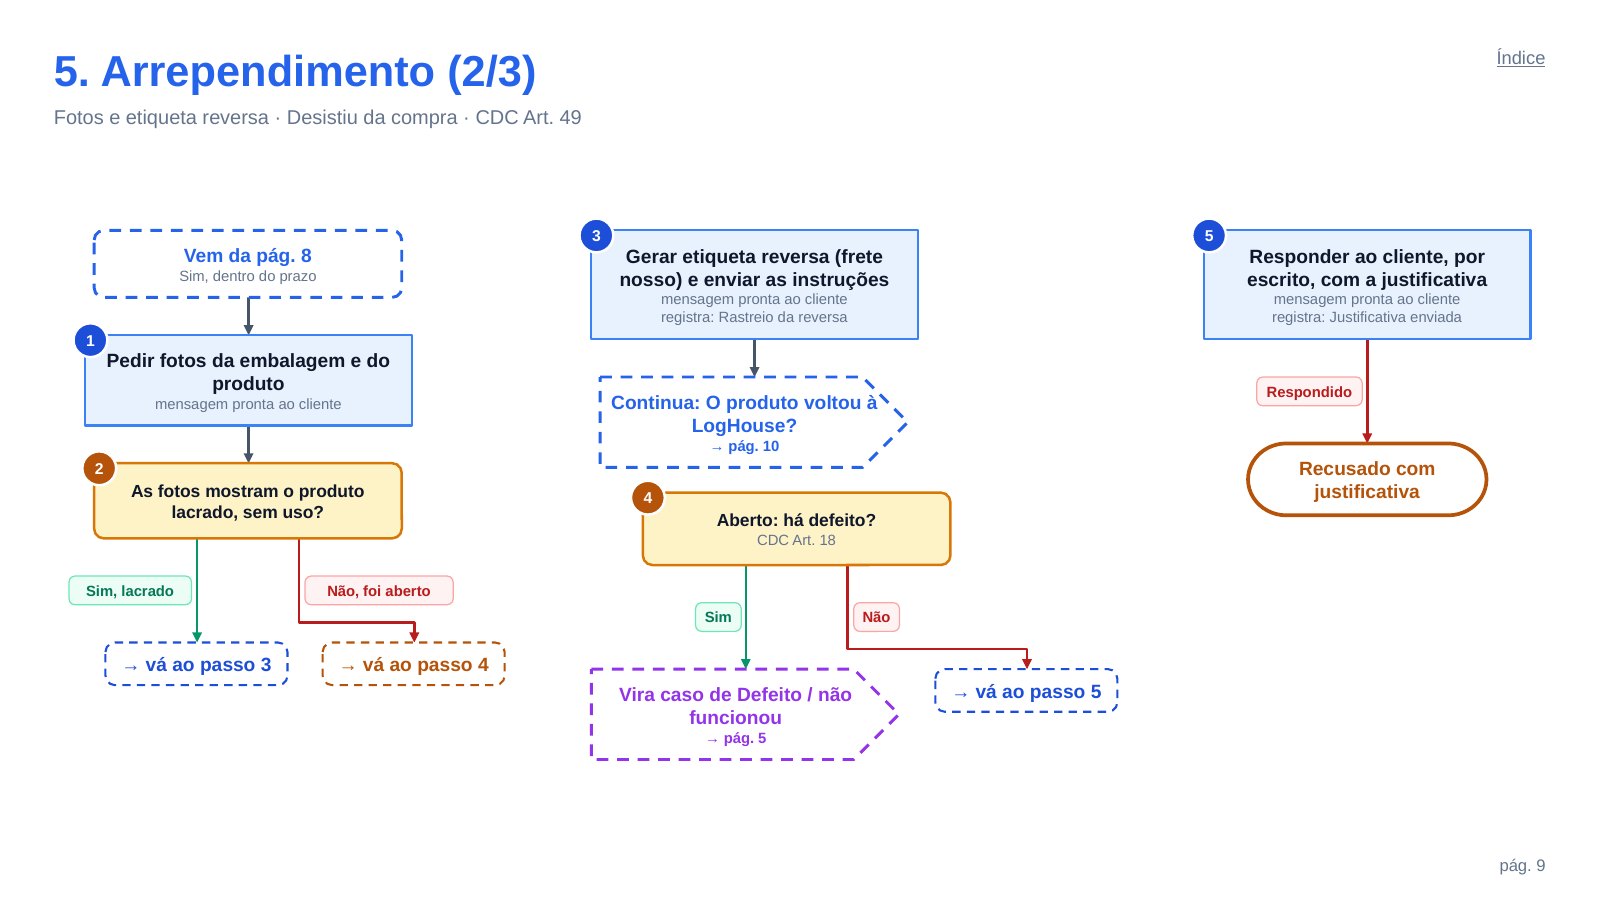 5. Arrependimento (2/3)
Índice
Fotos e etiqueta reversa · Desistiu da compra · CDC Art. 49
Vem da pág. 8
Sim, dentro do prazo
1
Pedir fotos da embalagem e do
produto
mensagem pronta ao cliente
2
As fotos mostram o produto
lacrado, sem uso?
Sim, lacrado
Não, foi aberto
→ vá ao passo 3
→ vá ao passo 4
3
Gerar etiqueta reversa (frete
nosso) e enviar as instruções
mensagem pronta ao cliente
registra: Rastreio da reversa
Continua: O produto voltou à
LogHouse?
→ pág. 10
4
Aberto: há defeito?
CDC Art. 18
Sim
Não
Vira caso de Defeito / não
funcionou
→ pág. 5
→ vá ao passo 5
5
Responder ao cliente, por
escrito, com a justificativa
mensagem pronta ao cliente
registra: Justificativa enviada
Respondido
Recusado com
justificativa
pág. 9